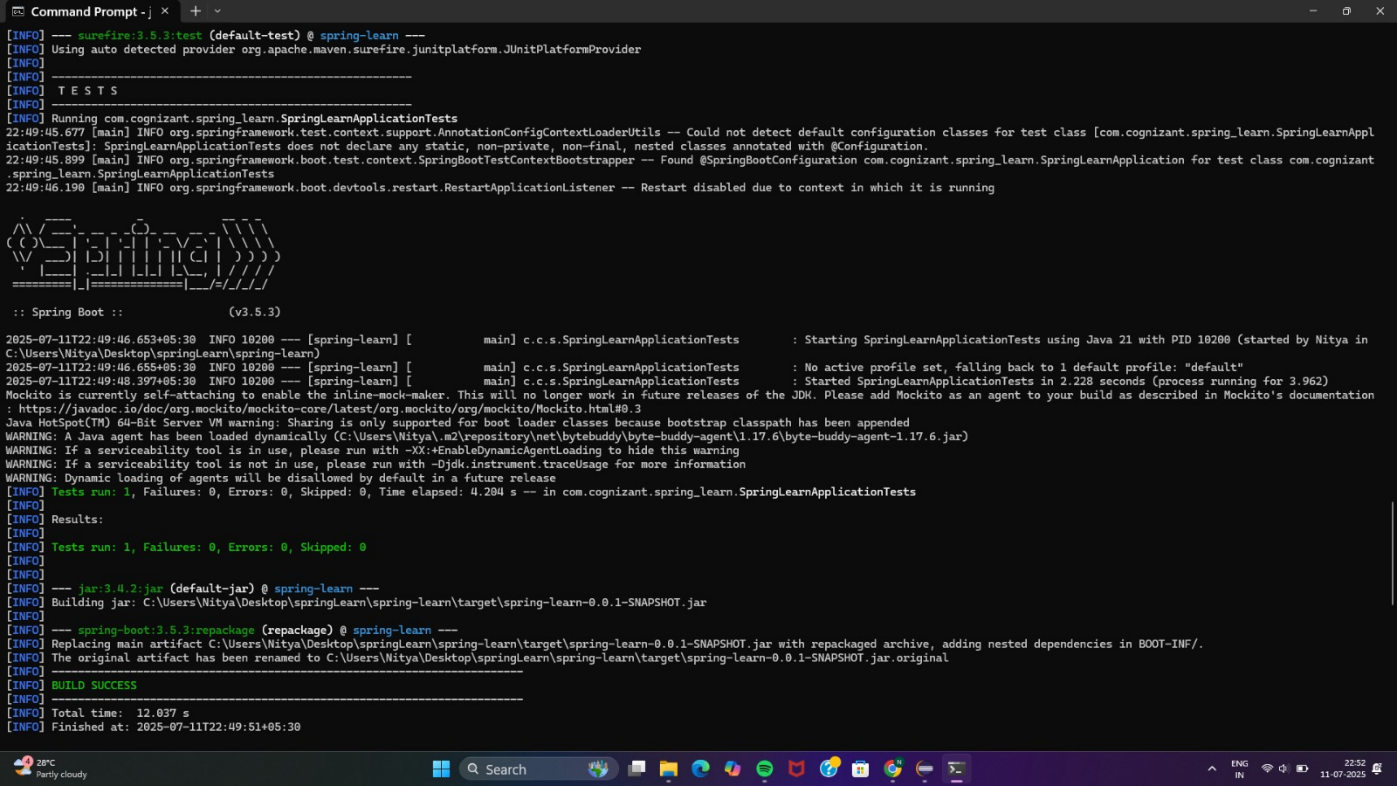 Command Prompt - j
[INFO] --- surefire:3.5.3:test (default-test) @ spring-learn ---
[INFO] Using auto detected provider org.apache.maven.surefire.junitplatform.JUnitPlatformProvider
[INFO]
[INFO] -------------------------------------------------------
[INFO]  T E S T S
[INFO] -------------------------------------------------------
[INFO] Running com.cognizant.spring_learn.SpringLearnApplicationTests
22:49:45.677 [main] INFO org.springframework.test.context.support.AnnotationConfigContextLoaderUtils -- Could not detect default configuration classes for test class [com.cognizant.spring_learn.SpringLearnAppl
icationTests]: SpringLearnApplicationTests does not declare any static, non-private, non-final, nested classes annotated with @Configuration.
22:49:45.899 [main] INFO org.springframework.boot.test.context.SpringBootTestContextBootstrapper -- Found @SpringBootConfiguration com.cognizant.spring_learn.SpringLearnApplication for test class com.cognizant
.spring_learn.SpringLearnApplicationTests
22:49:46.190 [main] INFO org.springframework.boot.devtools.restart.RestartApplicationListener -- Restart disabled due to context in which it is running
  .   ____          _            __ _ _
 /\\ / ___'_ __ _ _(_)_ __  __ _ \ \ \ \
( ( )\___ | '_ | '_| | '_ \/ _` | \ \ \ \
 \\/  ___)| |_)| | | | | || (_| |  ) ) ) )
  '  |____| .__|_| |_|_| |_\__, | / / / /
 =========|_|==============|___/=/_/_/_/
 :: Spring Boot ::                (v3.5.3)
2025-07-11T22:49:46.653+05:30  INFO 10200 --- [spring-learn] [           main] c.c.s.SpringLearnApplicationTests        : Starting SpringLearnApplicationTests using Java 21 with PID 10200 (started by Nitya in
C:\Users\Nitya\Desktop\springLearn\spring-learn)
2025-07-11T22:49:46.655+05:30  INFO 10200 --- [spring-learn] [           main] c.c.s.SpringLearnApplicationTests        : No active profile set, falling back to 1 default profile: "default"
2025-07-11T22:49:48.397+05:30  INFO 10200 --- [spring-learn] [           main] c.c.s.SpringLearnApplicationTests        : Started SpringLearnApplicationTests in 2.228 seconds (process running for 3.962)
Mockito is currently self-attaching to enable the inline-mock-maker. This will no longer work in future releases of the JDK. Please add Mockito as an agent to your build as described in Mockito's documentation
: https://javadoc.io/doc/org.mockito/mockito-core/latest/org.mockito/org/mockito/Mockito.html#0.3
Java HotSpot(TM) 64-Bit Server VM warning: Sharing is only supported for boot loader classes because bootstrap classpath has been appended
WARNING: A Java agent has been loaded dynamically (C:\Users\Nitya\.m2\repository\net\bytebuddy\byte-buddy-agent\1.17.6\byte-buddy-agent-1.17.6.jar)
WARNING: If a serviceability tool is in use, please run with -XX:+EnableDynamicAgentLoading to hide this warning
WARNING: If a serviceability tool is not in use, please run with -Djdk.instrument.traceUsage for more information
WARNING: Dynamic loading of agents will be disallowed by default in a future release
[INFO] Tests run: 1, Failures: 0, Errors: 0, Skipped: 0, Time elapsed: 4.204 s -- in com.cognizant.spring_learn.SpringLearnApplicationTests
[INFO]
[INFO] Results:
[INFO]
[INFO] Tests run: 1, Failures: 0, Errors: 0, Skipped: 0
[INFO]
[INFO]
[INFO] --- jar:3.4.2:jar (default-jar) @ spring-learn ---
[INFO] Building jar: C:\Users\Nitya\Desktop\springLearn\spring-learn\target\spring-learn-0.0.1-SNAPSHOT.jar
[INFO]
[INFO] --- spring-boot:3.5.3:repackage (repackage) @ spring-learn ---
[INFO] Replacing main artifact C:\Users\Nitya\Desktop\springLearn\spring-learn\target\spring-learn-0.0.1-SNAPSHOT.jar with repackaged archive, adding nested dependencies in BOOT-INF/.
[INFO] The original artifact has been renamed to C:\Users\Nitya\Desktop\springLearn\spring-learn\target\spring-learn-0.0.1-SNAPSHOT.jar.original
[INFO] ------------------------------------------------------------------------
[INFO] BUILD SUCCESS
[INFO] ------------------------------------------------------------------------
[INFO] Total time:  12.037 s
[INFO] Finished at: 2025-07-11T22:49:51+05:30
4
28°C
Partly cloudy
Search
ENG
IN
22:52
11-07-2025